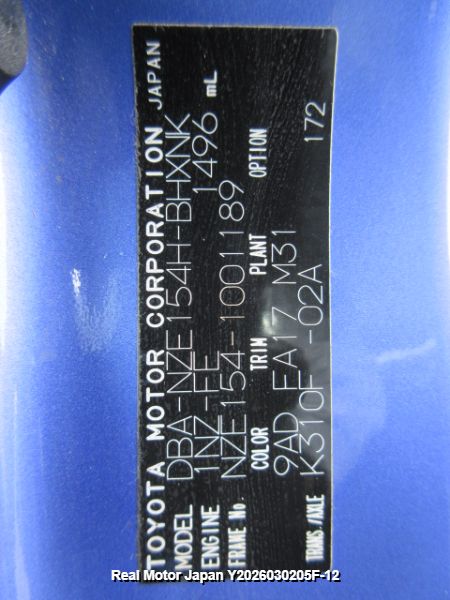 TOYOTA MOTOR CORPORATION JAPAN
MODEL DBA-NZE154H-BHXNK
ENGINE 1NZ-FE 1496 mL
FRAME No. NZE154-1001189
COLOR TRIM PLANT OPTION
9AD FA17 M31
TRANS/AXLE K310F -02A 172
Real Motor Japan Y2026030205F-12